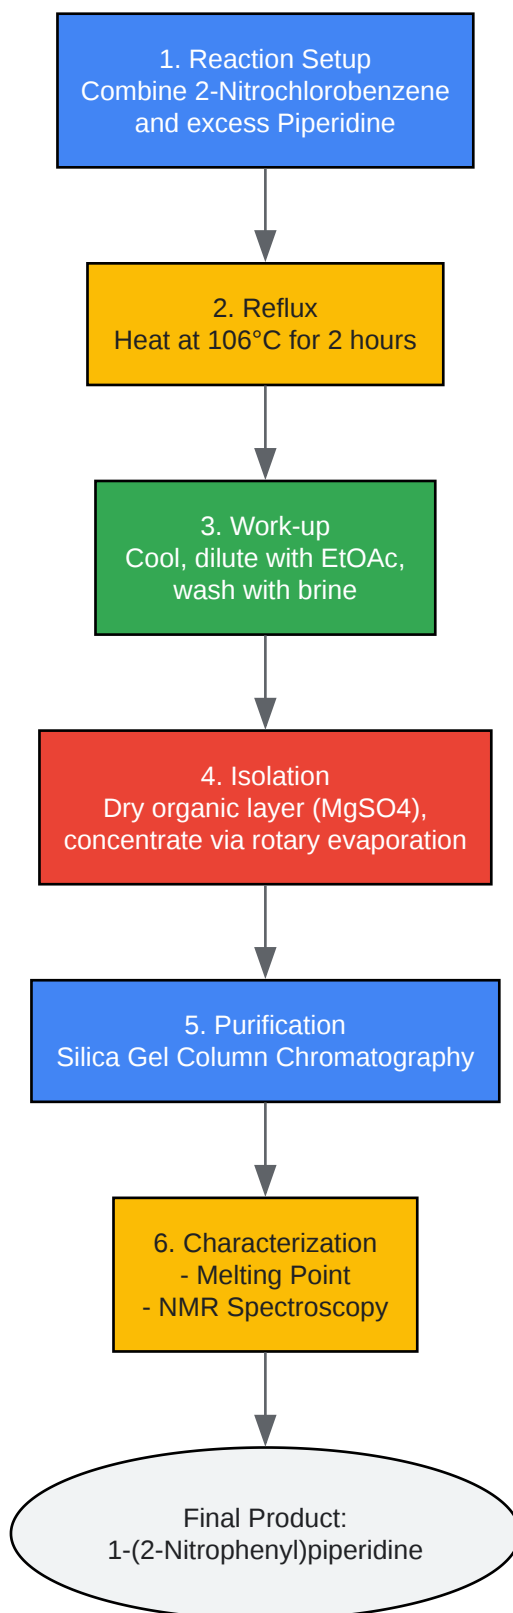 1. Reaction Setup
Combine 2-Nitrochlorobenzene
and excess Piperidine
2. Reflux
Heat at 106°C for 2 hours
3. Work-up
Cool, dilute with EtOAc,
wash with brine
4. Isolation
Dry organic layer (MgSO4),
concentrate via rotary evaporation
5. Purification
Silica Gel Column Chromatography
6. Characterization
- Melting Point
- NMR Spectroscopy
Final Product:
1-(2-Nitrophenyl)piperidine